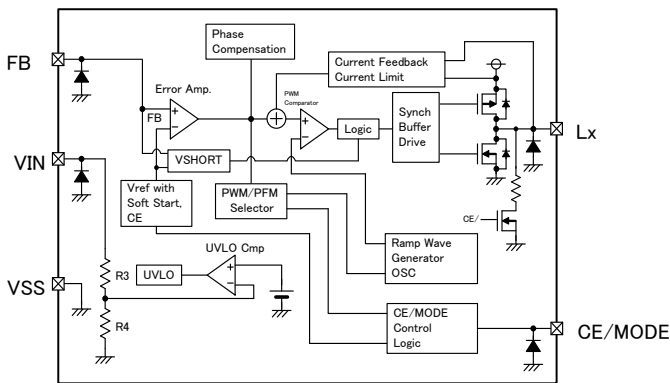 Phase
Compensation
Current Feedback
Current Limit
FB
Error Amp.
FB
PWM
Comparator
Logic
Synch
Buffer
Drive
Lx
VIN
VSHORT
Vref with
Soft Start,
CE
PWM/PFM
Selector
CE/
UVLO Cmp
Ramp Wave
Generator
OSC
R3
UVLO
VSS
R4
CE/MODE
Control
Logic
CE/MODE